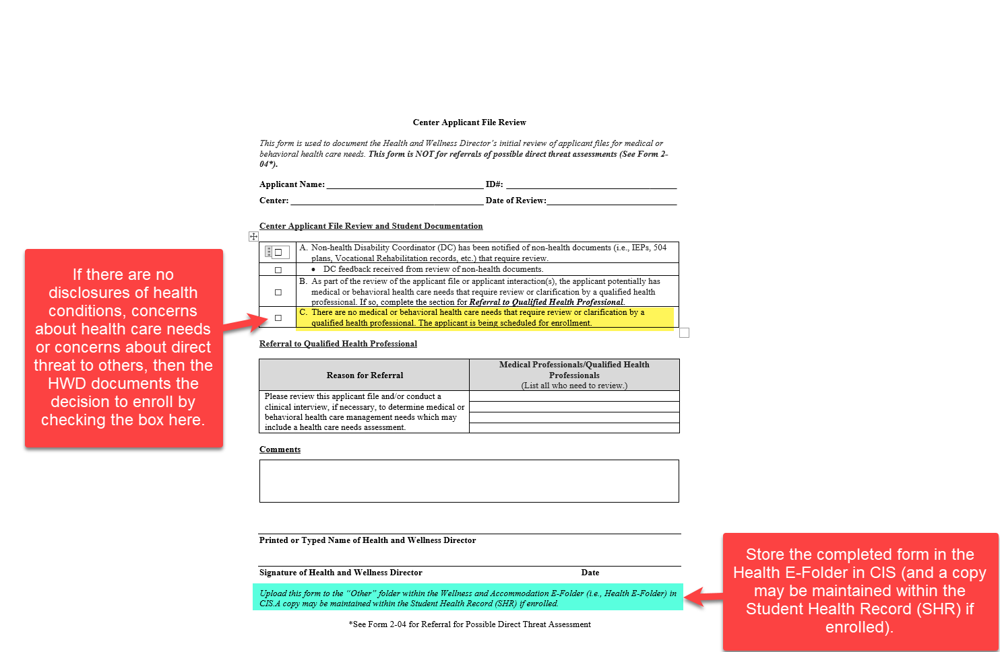 Center Applicant File Review
This form is used to document the Health and Wellness Director's initial review of applicant files for medical or
behavioral health care needs. This form is NOT for referrals of possible direct threat assessments (See Form 2-
04*).
Applicant Name: ID#:
Center: Date of Review:
Center Applicant File Review and Student Documentation
A. Non-health Disability Coordinator (DC) has been notified of non-health documents (i.e., IEPs, 504
plans, Vocational Rehabilitation records, etc.) that require review.
• DC feedback received from review of non-health documents.
B. As part of the review of the applicant file or applicant interaction(s), the applicant potentially has
medical or behavioral health care needs that require review or clarification by a qualified health
professional. If so, complete the section for Referral to Qualified Health Professional.
C. There are no medical or behavioral health care needs that require review or clarification by a
qualified health professional. The applicant is being scheduled for enrollment.
If there are no
disclosures of health
conditions, concerns
about health care needs
or concerns about direct
threat to others, then the
HWD documents the
decision to enroll by
checking the box here.
Referral to Qualified Health Professional
Reason for Referral
Medical Professionals/Qualified Health
Professionals
(List all who need to review.)
Please review this applicant file and/or conduct a
clinical interview, if necessary, to determine medical or
behavioral health care management needs which may
include a health care needs assessment.
Comments
Printed or Typed Name of Health and Wellness Director
Signature of Health and Wellness Director Date
Upload this form to the "Other" folder within the Wellness and Accommodation E-Folder (i.e., Health E-Folder) in
CIS.A copy may be maintained within the Student Health Record (SHR) if enrolled.
Store the completed form in the
Health E-Folder in CIS (and a copy
may be maintained within the
Student Health Record (SHR) if
enrolled).
*See Form 2-04 for Referral for Possible Direct Threat Assessment